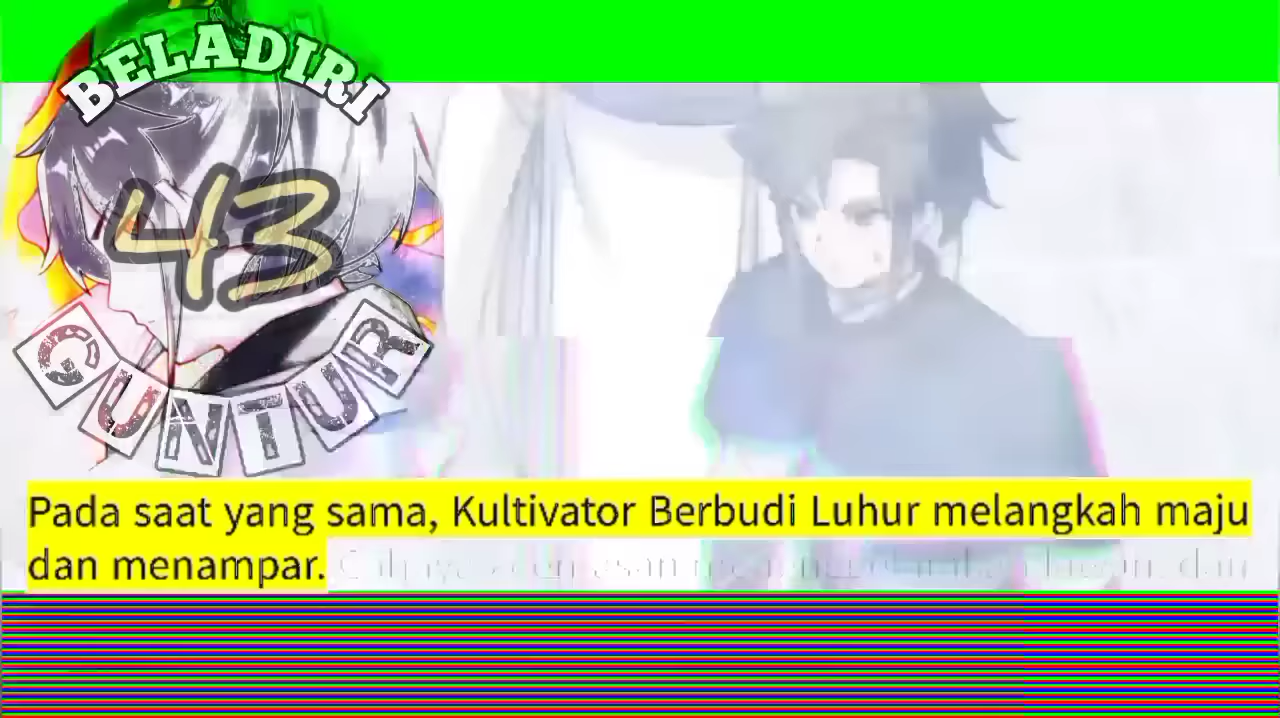 BELADIRI
43
GUNTUR
Pada saat yang sama, Kultivator Berbudi Luhur melangkah maju
dan menampar.